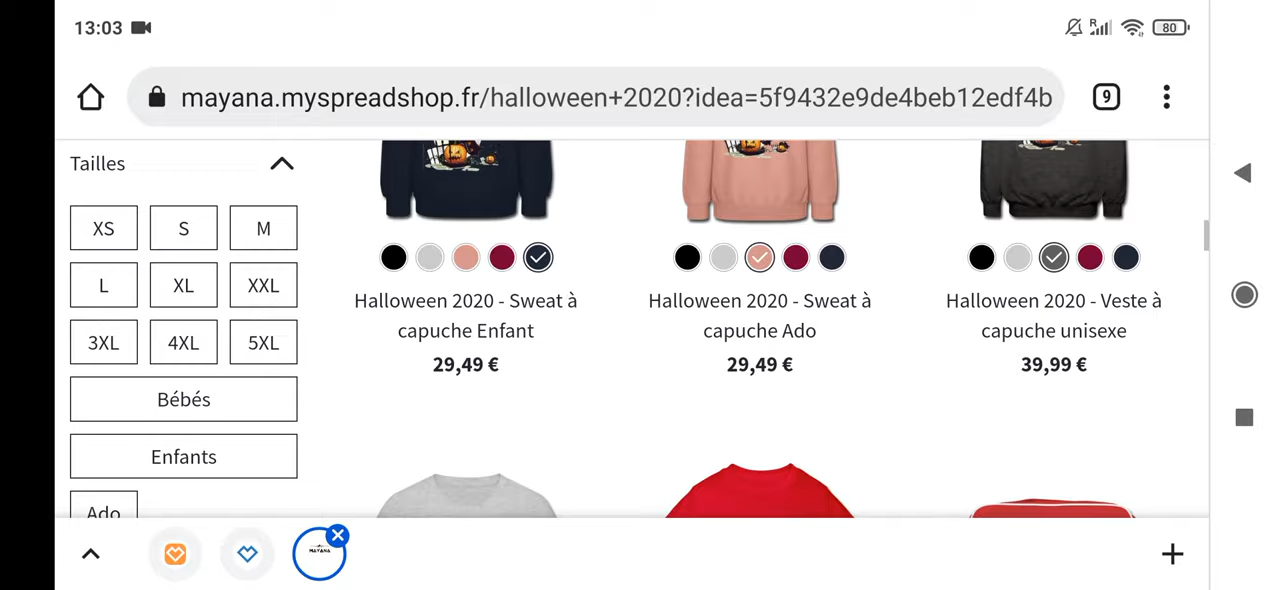 13:03
R
80
mayana.myspreadshop.fr/halloween+2020?idea=5f9432e9de4beb12edf4b
9
Tailles
XS
S
M
L
XL
XXL
3XL
4XL
5XL
Bébés
Enfants
Ado
Halloween 2020 - Sweat à
capuche Enfant
29,49 €
Halloween 2020 - Sweat à
capuche Ado
29,49 €
Halloween 2020 - Veste à
capuche unisexe
39,99 €
MAYANA